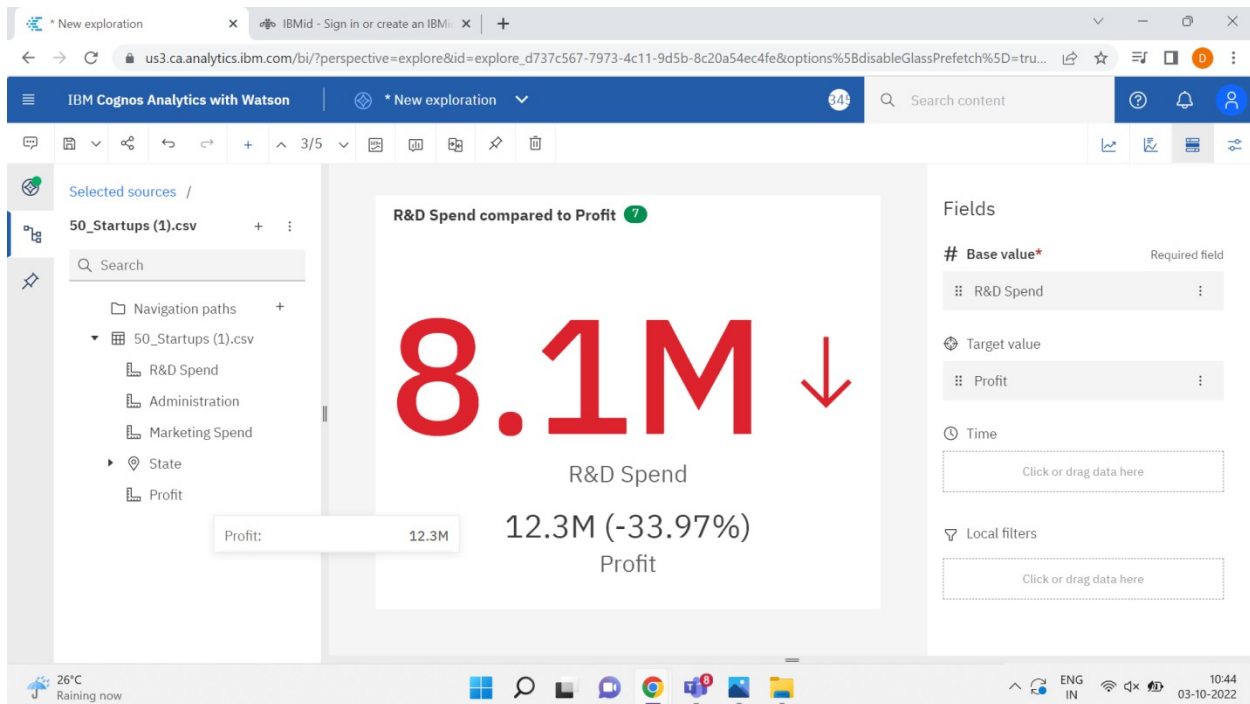 * New exploration
IBMid - Sign in or create an IBMi
us3.ca.analytics.ibm.com/bi/?perspective=explore&id=explore_d737c567-7973-4c11-9d5b-8c20a54ec4fe&options%5BdisableGlassPrefetch%5D=tru...
D
IBM Cognos Analytics with Watson
* New exploration
345
Search content
3/5
Selected sources /
50_Startups (1).csv
Search
Navigation paths
50_Startups (1).csv
R&D Spend
Administration
Marketing Spend
State
Profit
Profit: 12.3M
R&D Spend compared to Profit 7
8.1M
R&D Spend
12.3M (-33.97%)
Profit
Fields
# Base value* Required field
R&D Spend
Target value
Profit
Time
Click or drag data here
Local filters
Click or drag data here
26°C
Raining now
8
ENG
IN
10:44
03-10-2022